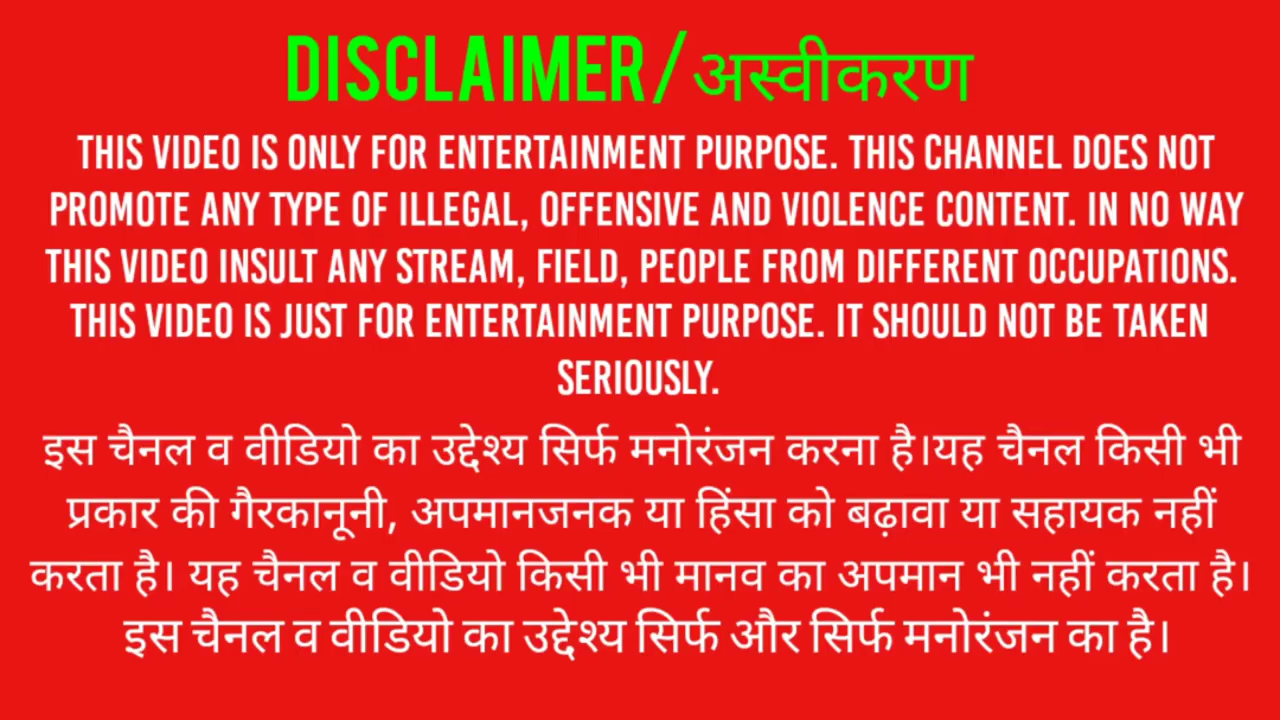 DISCLAIMER/अस्वीकरण
THIS VIDEO IS ONLY FOR ENTERTAINMENT PURPOSE. THIS CHANNEL DOES NOT
PROMOTE ANY TYPE OF ILLEGAL, OFFENSIVE AND VIOLENCE CONTENT. IN NO WAY
THIS VIDEO INSULT ANY STREAM, FIELD, PEOPLE FROM DIFFERENT OCCUPATIONS.
THIS VIDEO IS JUST FOR ENTERTAINMENT PURPOSE. IT SHOULD NOT BE TAKEN
SERIOUSLY.
इस चैनल व वीडियो का उद्देश्य सिर्फ मनोरंजन करना है।यह चैनल किसी भी
प्रकार की गैरकानूनी, अपमानजनक या हिंसा को बढ़ावा या सहायक नहीं
करता है। यह चैनल व वीडियो किसी भी मानव का अपमान भी नहीं करता है।
इस चैनल व वीडियो का उद्देश्य सिर्फ और सिर्फ मनोरंजन का है।